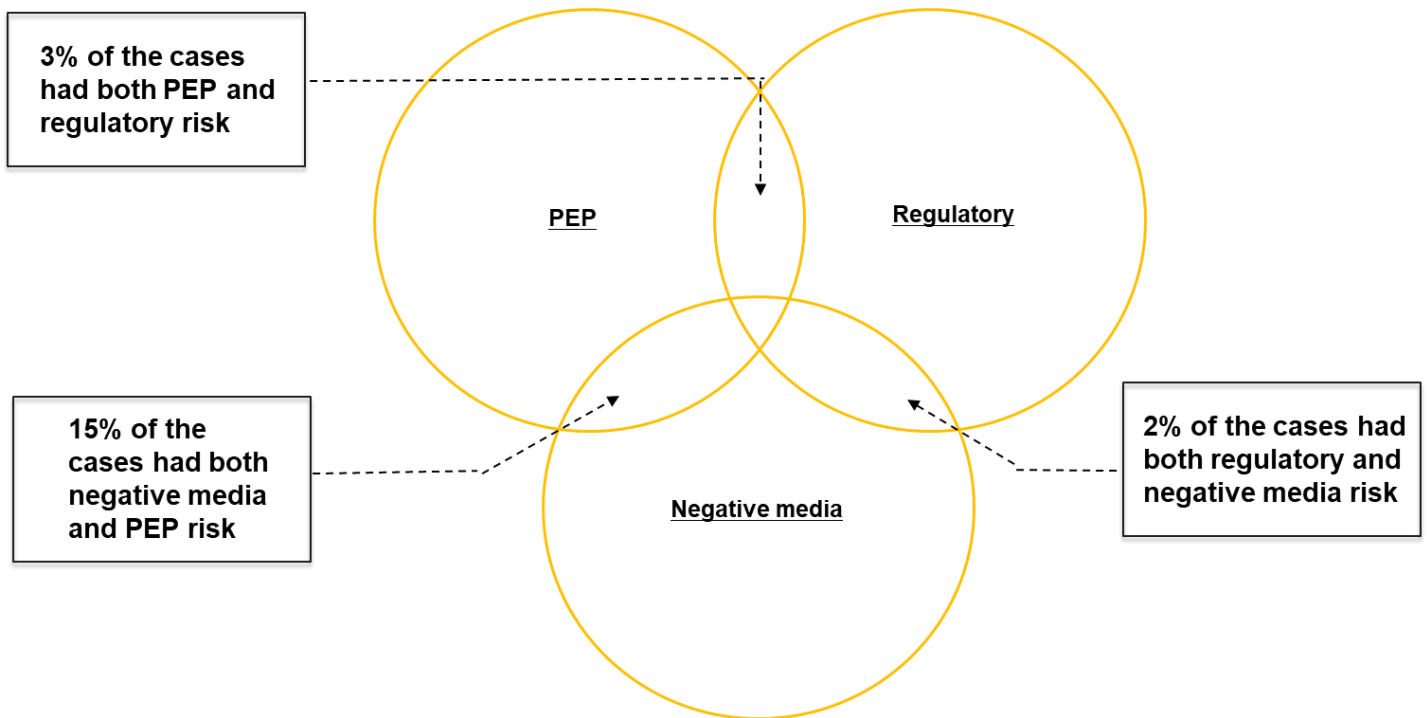 3% of the cases
had both PEP and
regulatory risk
PEP
Regulatory
15% of the
cases had both
negative media
and PEP risk
2% of the cases had
both regulatory and
negative media risk
Negative media